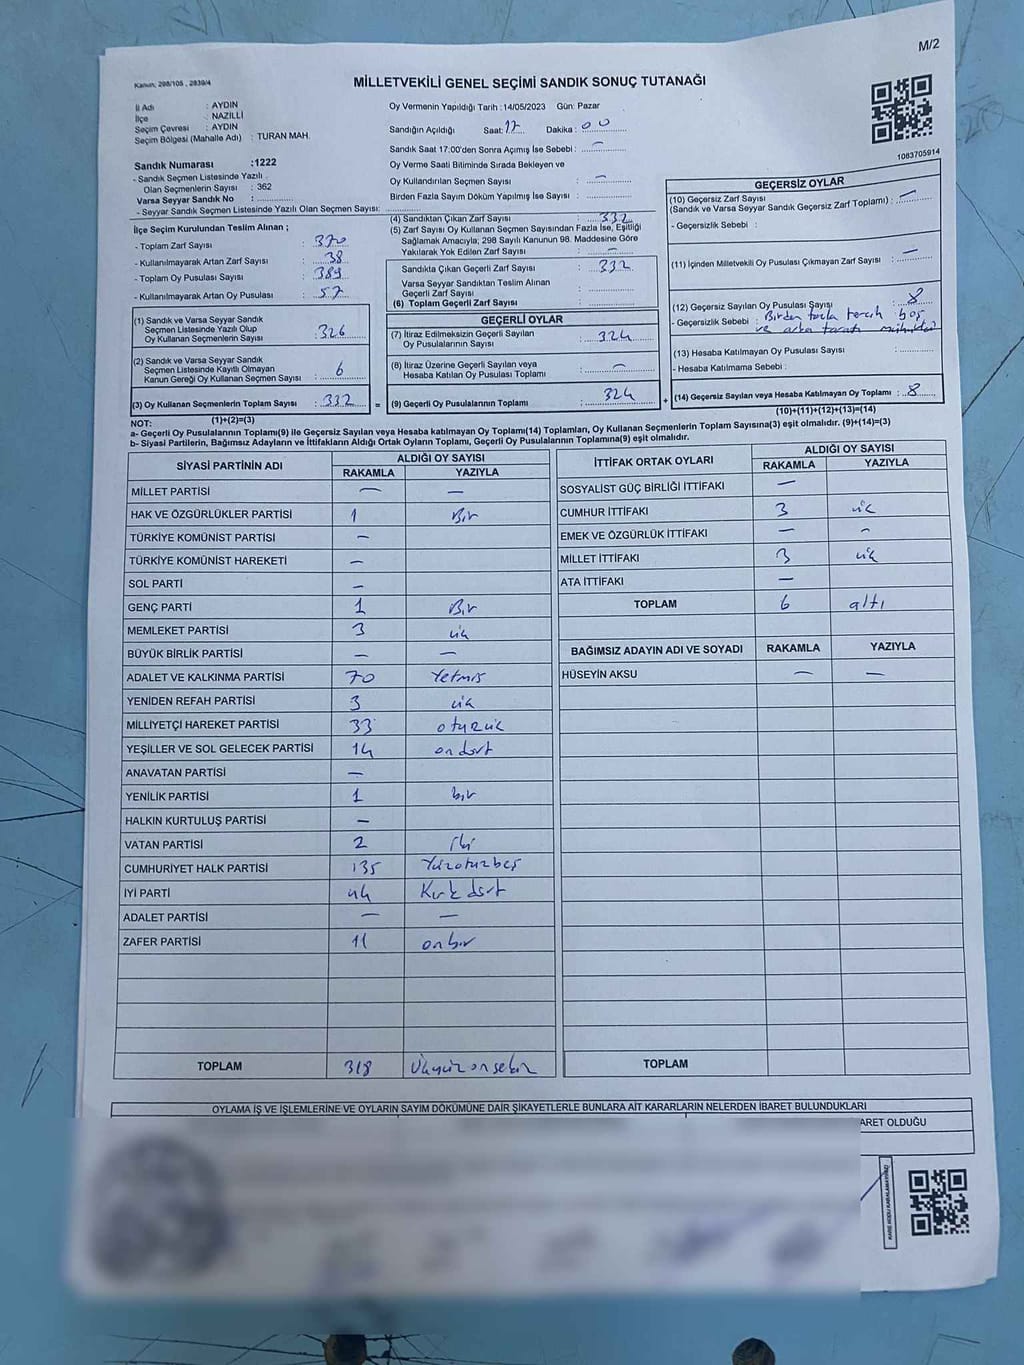 M/2
Kanun; 298/105 , 2839/4
MİLLETVEKİLİ GENEL SEÇİMİ SANDIK SONUÇ TUTANAĞI
İl Adı : AYDIN
İlçe : NAZİLLİ
Seçim Çevresi : AYDIN
Seçim Bölgesi (Mahalle Adı) : TURAN MAH.
Sandık Numarası :1222
- Sandık Seçmen Listesinde Yazılı
Olan Seçmenlerin Sayısı : 362
Varsa Seyyar Sandık No :
- Seyyar Sandık Seçmen Listesinde Yazılı Olan Seçmen Sayısı:
İlçe Seçim Kurulundan Teslim Alınan ;
- Toplam Zarf Sayısı : 370
- Kullanılmayarak Artan Zarf Sayısı : 38
- Toplam Oy Pusulası Sayısı : 389
- Kullanılmayarak Artan Oy Pusulası : 57
(1) Sandık ve Varsa Seyyar Sandık
Seçmen Listesinde Yazılı Olup
Oy Kullanan Seçmenlerin Sayısı : 326
(2) Sandık ve Varsa Seyyar Sandık
Seçmen Listesinde Kayıtlı Olmayan
Kanun Gereği Oy Kullanan Seçmen Sayısı : 6
(3) Oy Kullanan Seçmenlerin Toplam Sayısı : 332
(1)+(2)=(3)
Oy Vermenin Yapıldığı Tarih :14/05/2023 Gün: Pazar
Sandığın Açıldığı Saat: 17 Dakika: 00
Sandık Saat 17:00'den Sonra Açımış İse Sebebi : —
Oy Verme Saati Bitiminde Sırada Bekleyen ve
Oy Kullandırılan Seçmen Sayısı : —
Birden Fazla Sayım Döküm Yapılmış İse Sayısı :
(4) Sandıktan Çıkan Zarf Sayısı : 332
(5) Zarf Sayısı Oy Kullanan Seçmen Sayısından Fazla İse, Eşitliği
Sağlamak Amacıyla; 298 Sayılı Kanunun 98. Maddesine Göre
Yakılarak Yok Edilen Zarf Sayısı : —
Sandıkta Çıkan Geçerli Zarf Sayısı : 332
Varsa Seyyar Sandıktan Teslim Alınan
Geçerli Zarf Sayısı :
(6) Toplam Geçerli Zarf Sayısı :
GEÇERLİ OYLAR
(7) İtiraz Edilmeksizin Geçerli Sayılan
Oy Pusulalarının Sayısı : 324
(8) İtiraz Üzerine Geçerli Sayılan veya
Hesaba Katılan Oy Pusulası Toplamı : —
= (9) Geçerli Oy Pusulalarının Toplamı : 324
1083705914
GEÇERSİZ OYLAR
(10) Geçersiz Zarf Sayısı
(Sandık ve Varsa Seyyar Sandık Geçersiz Zarf Toplamı) : —
- Geçersizlik Sebebi :
(11) İçinden Milletvekili Oy Pusulası Çıkmayan Zarf Sayısı : —
(12) Geçersiz Sayılan Oy Pusulası Sayısı : 8
- Geçersizlik Sebebi : Birden fazla tercih boş
ve arka tarafı
(13) Hesaba Katılmayan Oy Pusulası Sayısı :
- Hesaba Katılmama Sebebi :
+ (14) Geçersiz Sayılan veya Hesaba Katılmayan Oy Toplamı : 8
(10)+(11)+(12)+(13)=(14)
NOT:
a- Geçerli Oy Pusulalarının Toplamı(9) ile Geçersiz Sayılan veya Hesaba katılmayan Oy Toplamı(14) Toplamları, Oy Kullanan Seçmenlerin Toplam Sayısına(3) eşit olmalıdır. (9)+(14)=(3)
b- Siyasi Partilerin, Bağımsız Adayların ve İttifakların Aldığı Ortak Oyların Toplamı, Geçerli Oy Pusulalarının Toplamına(9) eşit olmalıdır.
SİYASİ PARTİNİN ADI ALDIĞI OY SAYISI
RAKAMLA YAZIYLA
MİLLET PARTİSİ — —
HAK VE ÖZGÜRLÜKLER PARTİSİ 1 Bir
TÜRKİYE KOMÜNİST PARTİSİ —
TÜRKİYE KOMÜNİST HAREKETİ —
SOL PARTİ —
GENÇ PARTİ 1 Bir
MEMLEKET PARTİSİ 3 üç
BÜYÜK BİRLİK PARTİSİ — —
ADALET VE KALKINMA PARTİSİ 70 Yetmiş
YENİDEN REFAH PARTİSİ 3 üç
MİLLİYETÇİ HAREKET PARTİSİ 33 otuzüç
YEŞİLLER VE SOL GELECEK PARTİSİ 14 ondört
ANAVATAN PARTİSİ —
YENİLİK PARTİSİ 1 bir
HALKIN KURTULUŞ PARTİSİ —
VATAN PARTİSİ 2 iki
CUMHURİYET HALK PARTİSİ 135 Yüzotuzbeş
İYİ PARTİ 44 Kırk dört
ADALET PARTİSİ — —
ZAFER PARTİSİ 11 onbir
TOPLAM 318 Üçyüz onsekiz
İTTİFAK ORTAK OYLARI ALDIĞI OY SAYISI
RAKAMLA YAZIYLA
SOSYALİST GÜÇ BİRLİĞİ İTTİFAKI —
CUMHUR İTTİFAKI 3 üç
EMEK VE ÖZGÜRLÜK İTTİFAKI — —
MİLLET İTTİFAKI 3 üç
ATA İTTİFAKI —
TOPLAM 6 altı
BAĞIMSIZ ADAYIN ADI VE SOYADI RAKAMLA YAZIYLA
HÜSEYİN AKSU — —
TOPLAM
OYLAMA İŞ VE İŞLEMLERİNE VE OYLARIN SAYIM DÖKÜMÜNE DAİR ŞİKAYETLERLE BUNLARA AİT KARARLARIN NELERDEN İBARET BULUNDUKLARI
ARET OLDUĞU